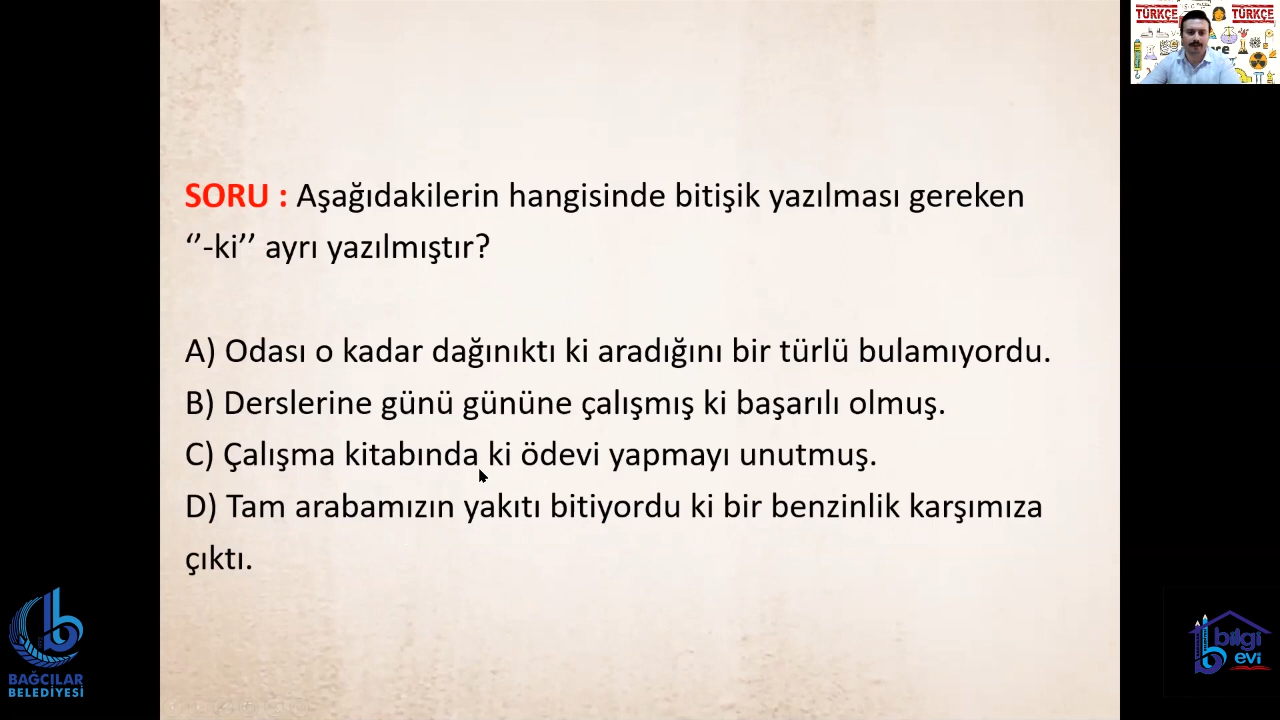 TÜRKÇE
TÜRKÇE
SORU : Aşağıdakilerin hangisinde bitişik yazılması gereken
‘’-ki’’ ayrı yazılmıştır?
A) Odası o kadar dağınıktı ki aradığını bir türlü bulamıyordu.
B) Derslerine günü gününe çalışmış ki başarılı olmuş.
C) Çalışma kitabında ki ödevi yapmayı unutmuş.
D) Tam arabamızın yakıtı bitiyordu ki bir benzinlik karşımıza
çıktı.
BAĞCILAR
BELEDİYESİ
bilgi
evi